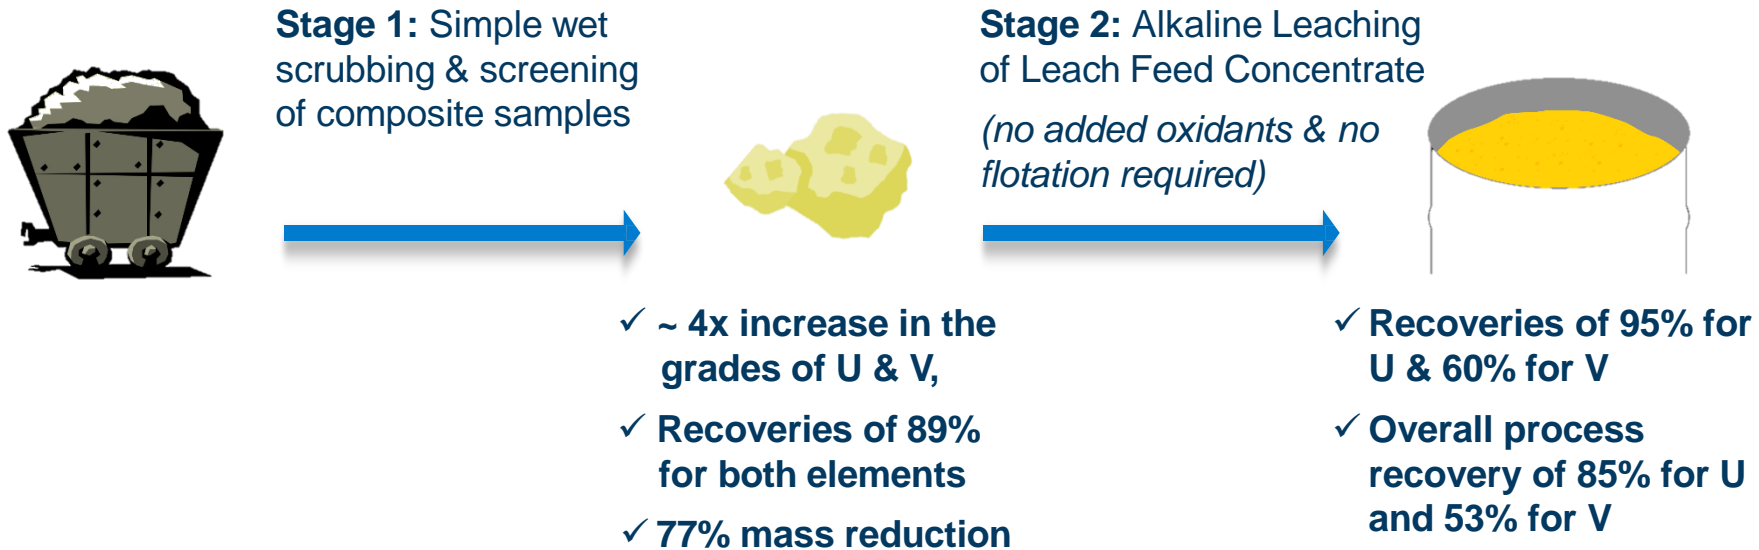 Stage 1: Simple wet
scrubbing & screening
of composite samples
Stage 2: Alkaline Leaching
of Leach Feed Concentrate
(no added oxidants & no
flotation required)
✓ ~ 4x increase in the
grades of U & V,
✓ Recoveries of 89%
for both elements
✓ 77% mass reduction
✓ Recoveries of 95% for
U & 60% for V
✓ Overall process
recovery of 85% for U
and 53% for V